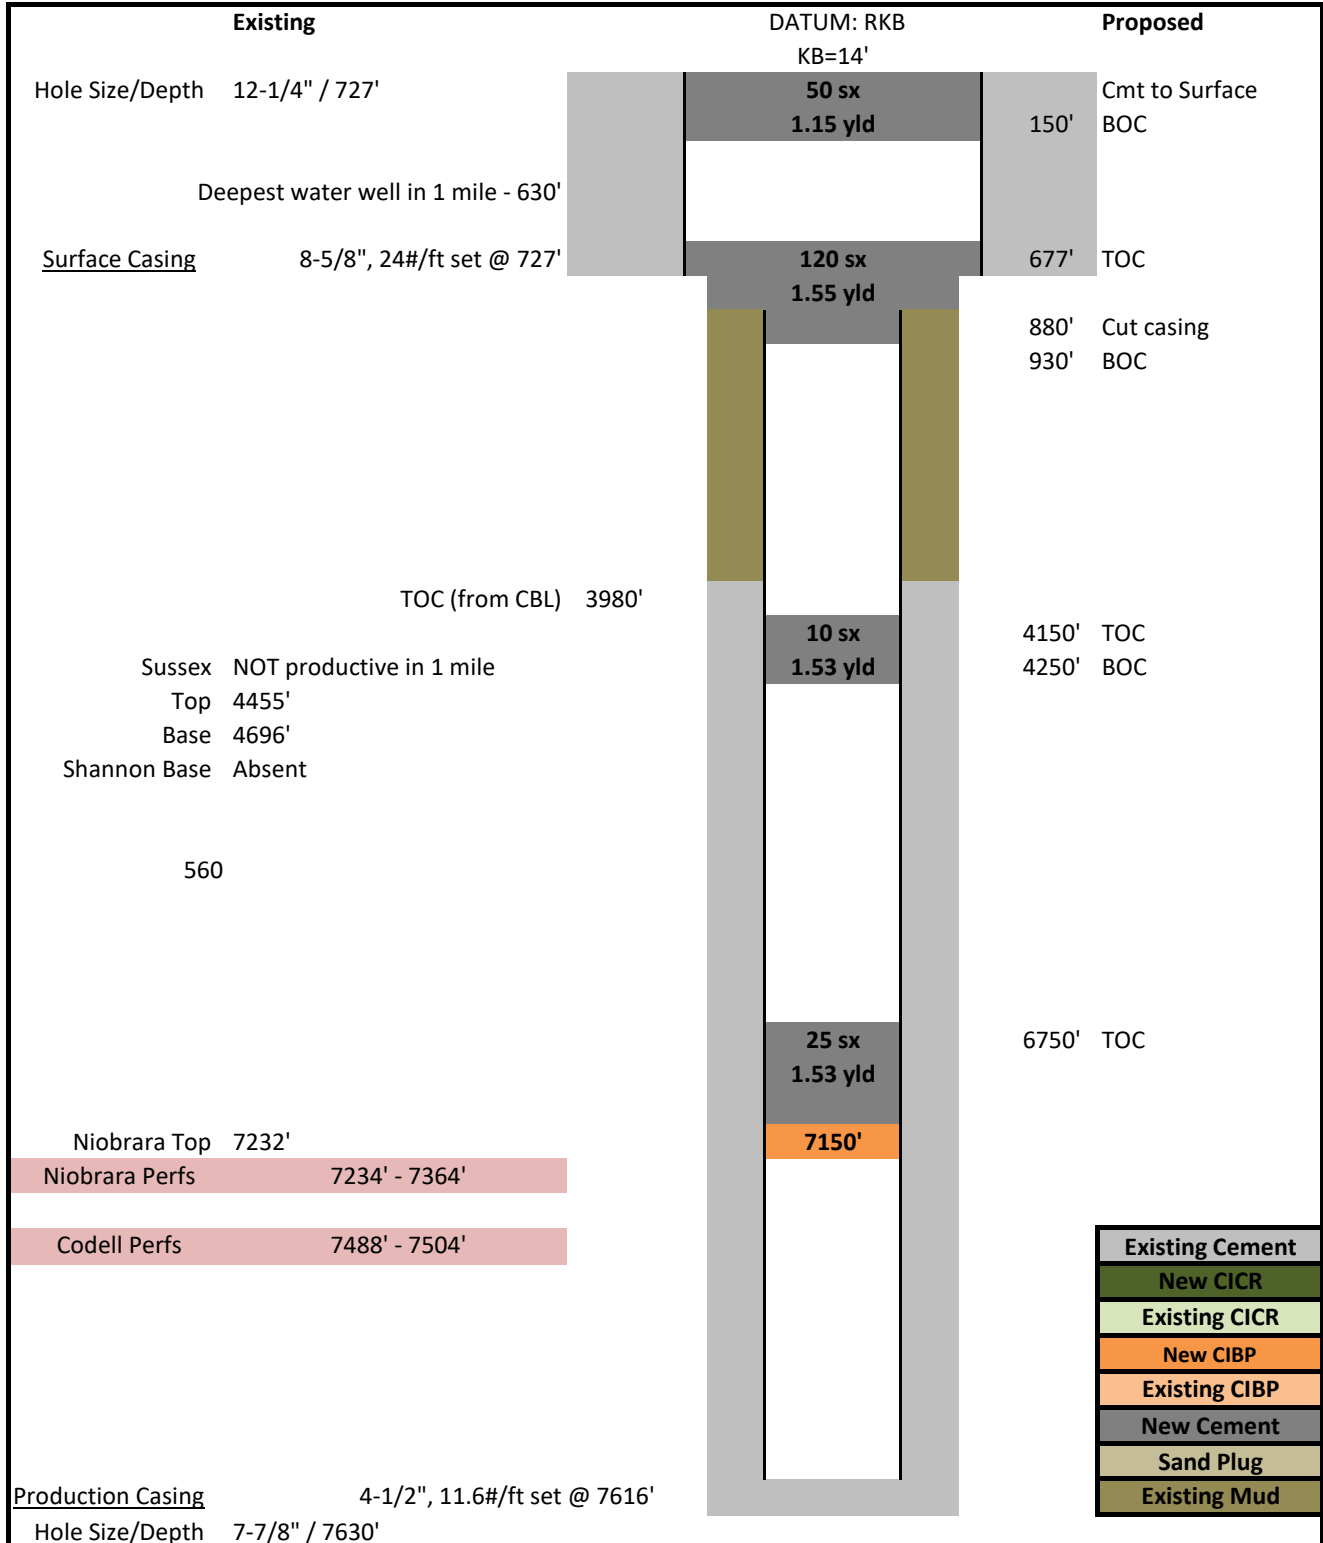 Existing DATUM: RKB Proposed
KB=14'
Hole Size/Depth 12-1/4" / 727' 50 sx Cmt to Surface
1.15 yld 150' BOC
Deepest water well in 1 mile - 630'
Surface Casing 8-5/8", 24#/ft set @ 727' 120 sx 677' TOC
1.55 yld
880' Cut casing
930' BOC
TOC (from CBL) 3980'
10 sx 4150' TOC
Sussex NOT productive in 1 mile 1.53 yld 4250' BOC
Top 4455'
Base 4696'
Shannon Base Absent
560
25 sx 6750' TOC
1.53 yld
Niobrara Top 7232' 7150'
Niobrara Perfs 7234' - 7364'
Codell Perfs 7488' - 7504' Existing Cement
New CICR
Existing CICR
New CIBP
Existing CIBP
New Cement
Sand Plug
Production Casing 4-1/2", 11.6#/ft set @ 7616' Existing Mud
Hole Size/Depth 7-7/8" / 7630'